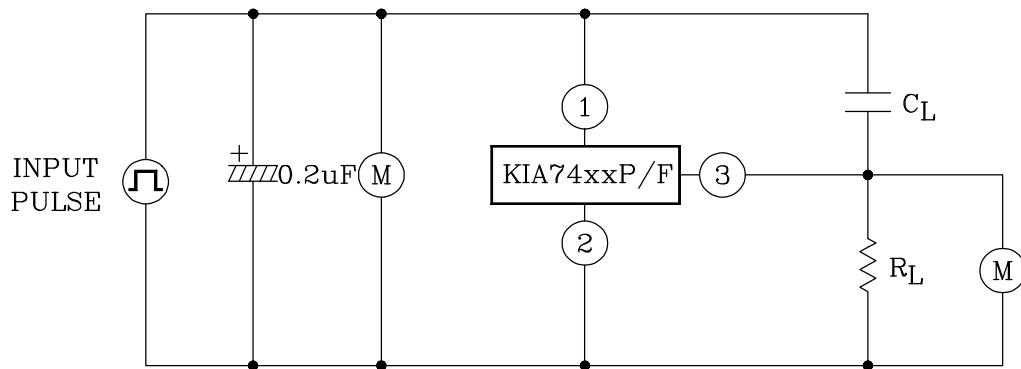 INPUT
PULSE
+
0.2uF
M
1
KIA74xxP/F
3
2
CL
RL
M